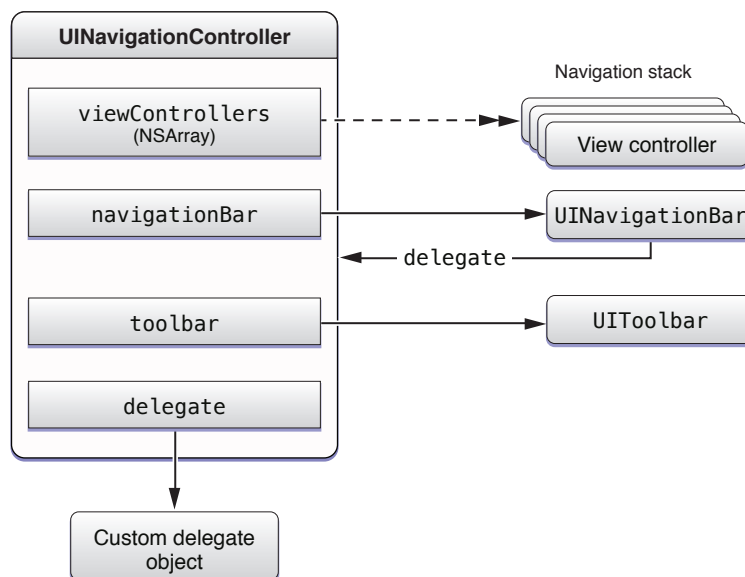 UINavigationController
Navigation stack
viewControllers
(NSArray)
View controller
navigationBar
UINavigationBar
delegate
toolbar
UIToolbar
delegate
Custom delegate
object